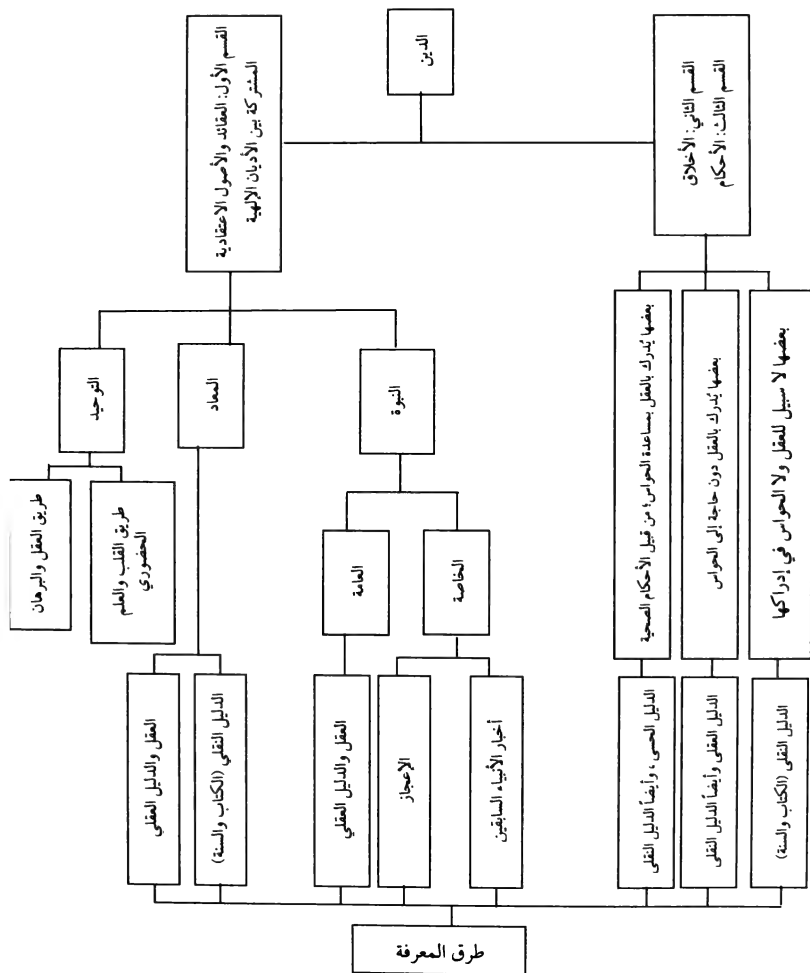 الدين
القسم الأول: العقائد والأصول الاعتقادية
المشتركة بين الأديان الإلهية
القسم الثاني: الأخلاق
القسم الثالث: الأحكام
التوحيد
المعاد
النبوة
بعضها يُدرك بالعقل بمساعدة الحواس؛ من قبيل الأحكام الصحية
بعضها يُدرك بالعقل دون حاجة إلى الحواس
بعضها لا سبيل للعقل ولا الحواس في إدراكها
طريق العقل والبرهان
طريق القلب والعلم
الحضوري
العامة
الخاصة
العقل والدليل العقلي
الدليل النقلي (الكتاب والسنة)
العقل والدليل العقلي
الإعجاز
أخبار الأنبياء السابقين
الدليل الحسي، وأيضاً الدليل النقلي
الدليل العقلي وأيضاً الدليل النقلي
الدليل النقلي (الكتاب والسنة)
طرق المعرفة